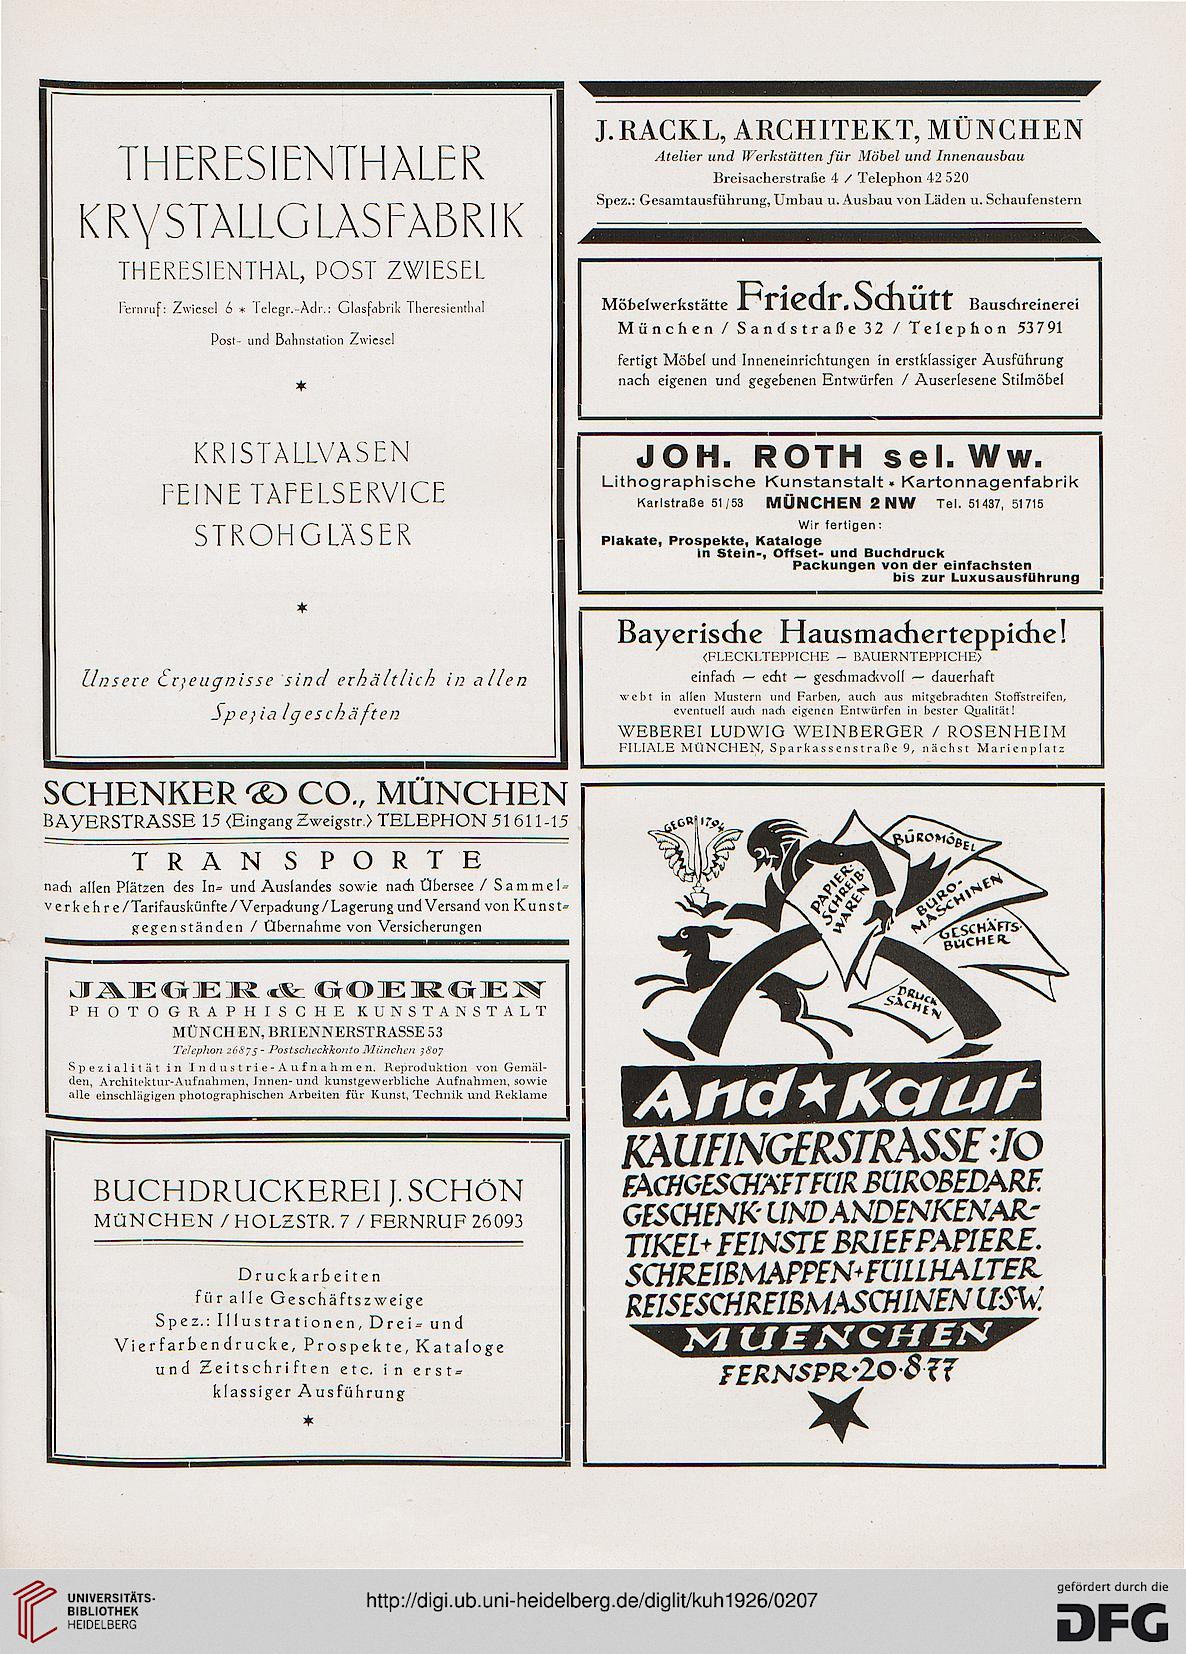 THERESIENTHALER
KRYSTALLGLASFABRIK
THERESIENTHAL, POST ZWIESEL
Fernruf: Zwiesel 6 * Telegr.-Adr.: Glasfabrik Theresienthal
Post- und Bahnstation Zwiesel
*
KRISTALLVASEN
FEINE TAFELSERVICE
STROHGLÄSER
*
Unsere Erzeugnisse sind erhältlich in allen
Spezialgeschäften
SCHENKER & CO., MÜNCHEN
BAYERSTRASSE 15 ‹Eingang Zweigstr.› TELEPHON 51611-15
TRANSPORTE
nach allen Plätzen des In- und Auslandes sowie nach Übersee / Sammel-
verkehre / Tarifauskünfte / Verpackung / Lagerung und Versand von Kunst-
gegenständen / Übernahme von Versicherungen
JAEGER & GOERGEN
PHOTOGRAPHISCHE KUNSTANSTALT
MÜNCHEN, BRIENNERSTRASSE 53
Telephon 26875 - Postscheckkonto München 3807
Spezialität in Industrie-Aufnahmen. Reproduktion von Gemäl-
den, Architektur-Aufnahmen, Innen- und kunstgewerbliche Aufnahmen, sowie
alle einschlägigen photographischen Arbeiten für Kunst, Technik und Reklame
BUCHDRUCKEREI J. SCHÖN
MÜNCHEN / HOLZSTR. 7 / FERNRUF 26093
Druckarbeiten
für alle Geschäftszweige
Spez.: Illustrationen, Drei- und
Vierfarbendrucke, Prospekte, Kataloge
und Zeitschriften etc. in erst-
klassiger Ausführung
*
J. RACKL, ARCHITEKT, MÜNCHEN
Atelier und Werkstätten für Möbel und Innenausbau
Breisacherstraße 4 / Telephon 42 520
Spez.: Gesamtausführung, Umbau u. Ausbau von Läden u. Schaufenstern
Möbelwerkstätte Friedr. Schütt Bauschreinerei
München / Sandstraße 32 / Telephon 53791
fertigt Möbel und Inneneinrichtungen in erstklassiger Ausführung
nach eigenen und gegebenen Entwürfen / Auserlesene Stilmöbel
JOH. ROTH sel. Ww.
Lithographische Kunstanstalt * Kartonnagenfabrik
Karlstraße 51/53 MÜNCHEN 2 NW Tel. 51487, 51715
Wir fertigen:
Plakate, Prospekte, Kataloge
in Stein-, Offset- und Buchdruck
Packungen von der einfachsten
bis zur Luxusausführung
Bayerische Hausmacherteppiche!
‹FLECKLTEPPICHE — BAUERNTEPPICHE›
einfach — echt — geschmackvoll — dauerhaft
webt in allen Mustern und Farben, auch aus mitgebrachten Stoffstreifen,
eventuell auch nach eigenen Entwürfen in bester Qualität!
WEBEREI LUDWIG WEINBERGER / ROSENHEIM
FILIALE MÜNCHEN, Sparkassenstraße 9, nächst Marienplatz
GEGR 1794
BÜROMÖBEL
PAPIER-
SCHREIB-
WAREN
BÜRO-
MASCHINEN
GESCHÄFTS-
BÜCHER
DRUCK
SACHEN
And★Kaut
KAUFINGERSTRASSE:10
FACHGESCHÄFT FÜR BÜROBEDARF.
GESCHENK- UND ANDENKENAR-
TIKEL+FEINSTE BRIEFPAPIERE.
SCHREIBMAPPEN+FÜLLHALTER
REISESCHREIBMASCHINEN U.S.W.
MUENCHEN
FERNSPR·20·8·77
UNIVERSITÄTS-
BIBLIOTHEK
HEIDELBERG
http://digi.ub.uni-heidelberg.de/diglit/kuh1926/0207
gefördert durch die
DFG